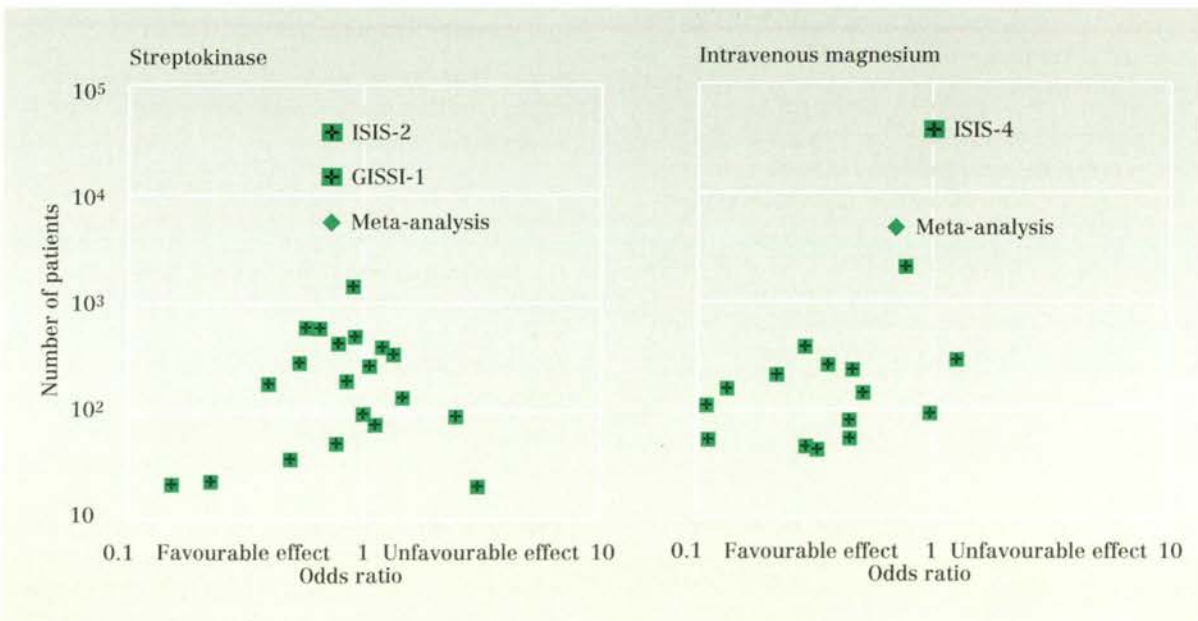 Streptokinase
10⁵
10⁴
10³
10²
10
Number of patients
ISIS-2
GISSI-1
Meta-analysis
0.1 Favourable effect 1 Unfavourable effect 10
Odds ratio
Intravenous magnesium
ISIS-4
Meta-analysis
0.1 Favourable effect 1 Unfavourable effect 10
Odds ratio